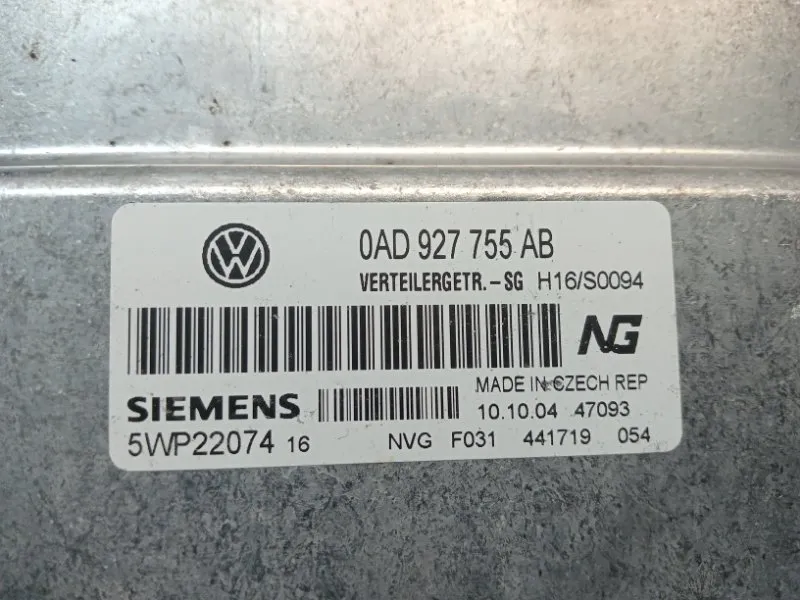 0AD 927 755 AB
VERTEILERGETR.-SG H16/S0094
NG
MADE IN CZECH REP
SIEMENS
10.10.04 47093
5WP22074 16
NVG F031 441719 054